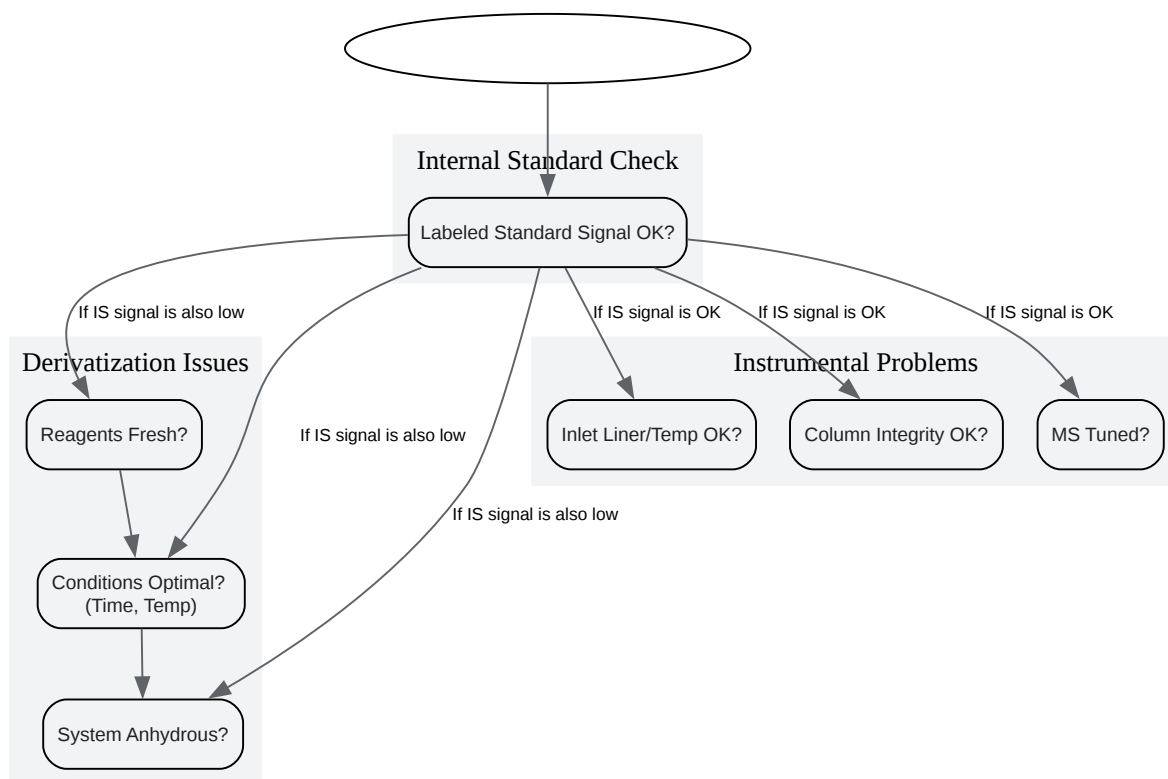 Internal Standard Check
Labeled Standard Signal OK?
If IS signal is also low
If IS signal is OK
If IS signal is OK
If IS signal is OK
Derivatization Issues
Instrumental Problems
Reagents Fresh?
If IS signal is also low
Inlet Liner/Temp OK?
Column Integrity OK?
MS Tuned?
If IS signal is also low
Conditions Optimal?
(Time, Temp)
System Anhydrous?